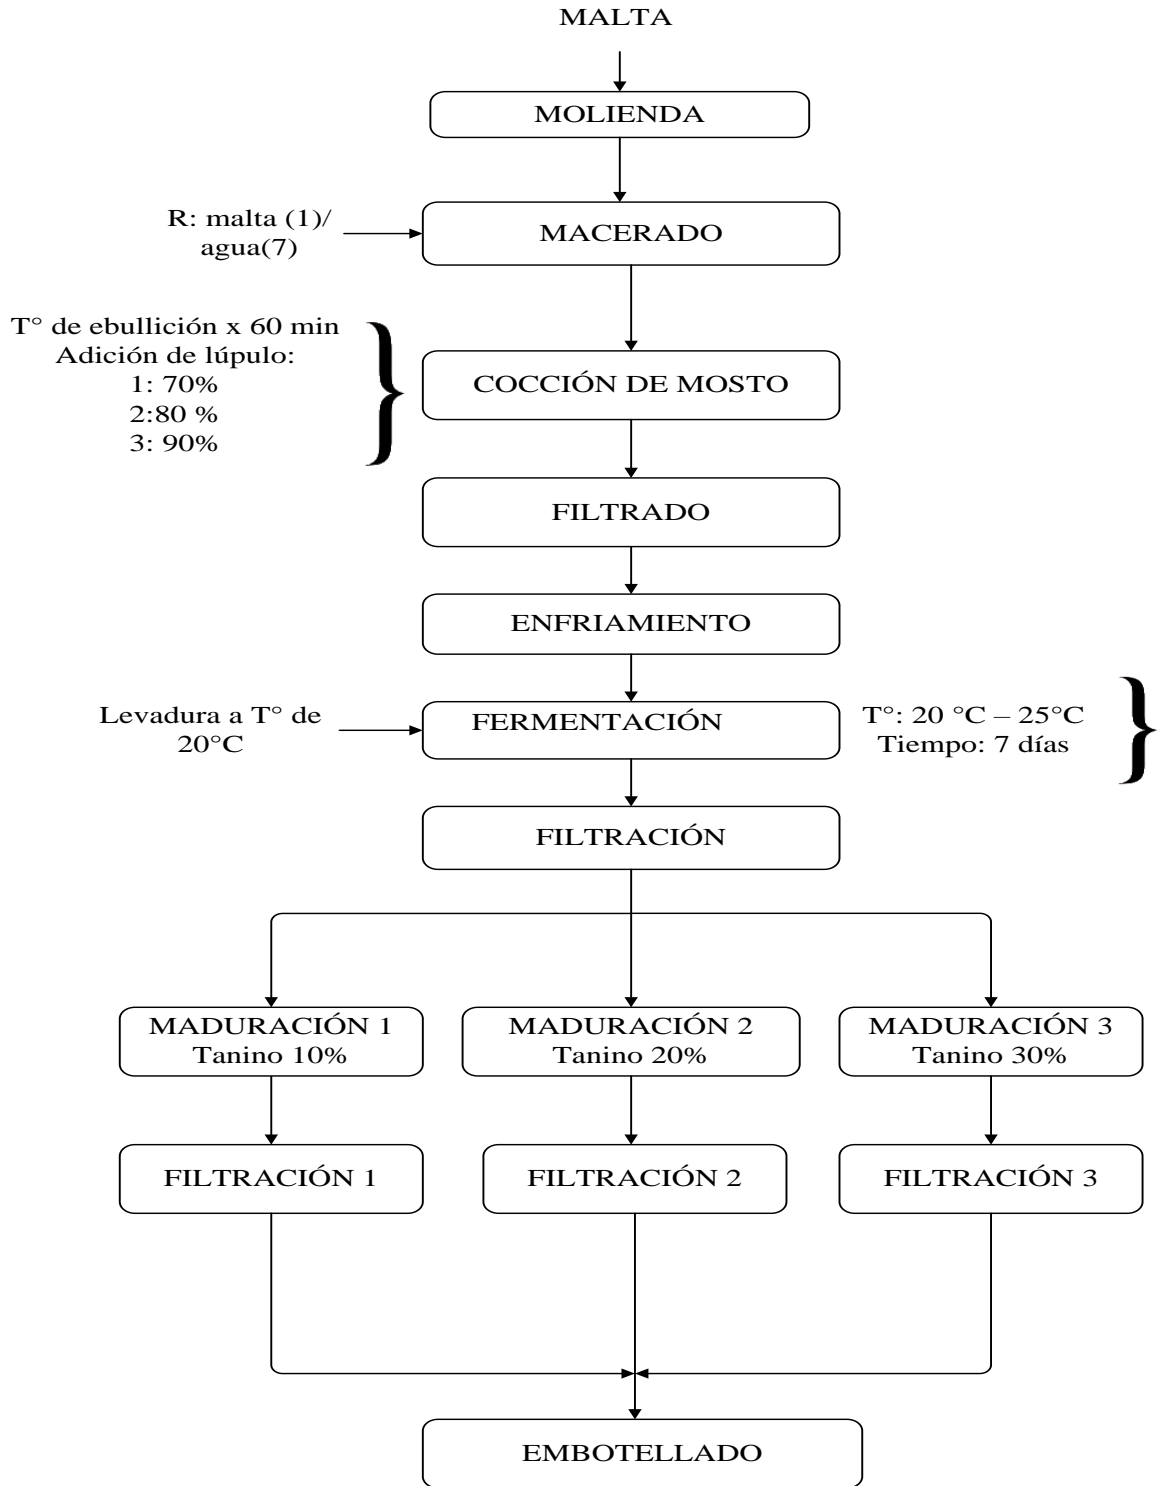 MALTA
MOLIENDA
R: malta (1)/
agua(7)
MACERADO
T° de ebullición x 60 min
Adición de lúpulo:
1: 70%
2:80 %
3: 90%
COCCIÓN DE MOSTO
FILTRADO
ENFRIAMIENTO
Levadura a T° de
20°C
FERMENTACIÓN
T°: 20 °C – 25°C
Tiempo: 7 días
FILTRACIÓN
MADURACIÓN 1
Tanino 10%
MADURACIÓN 2
Tanino 20%
MADURACIÓN 3
Tanino 30%
FILTRACIÓN 1
FILTRACIÓN 2
FILTRACIÓN 3
EMBOTELLADO